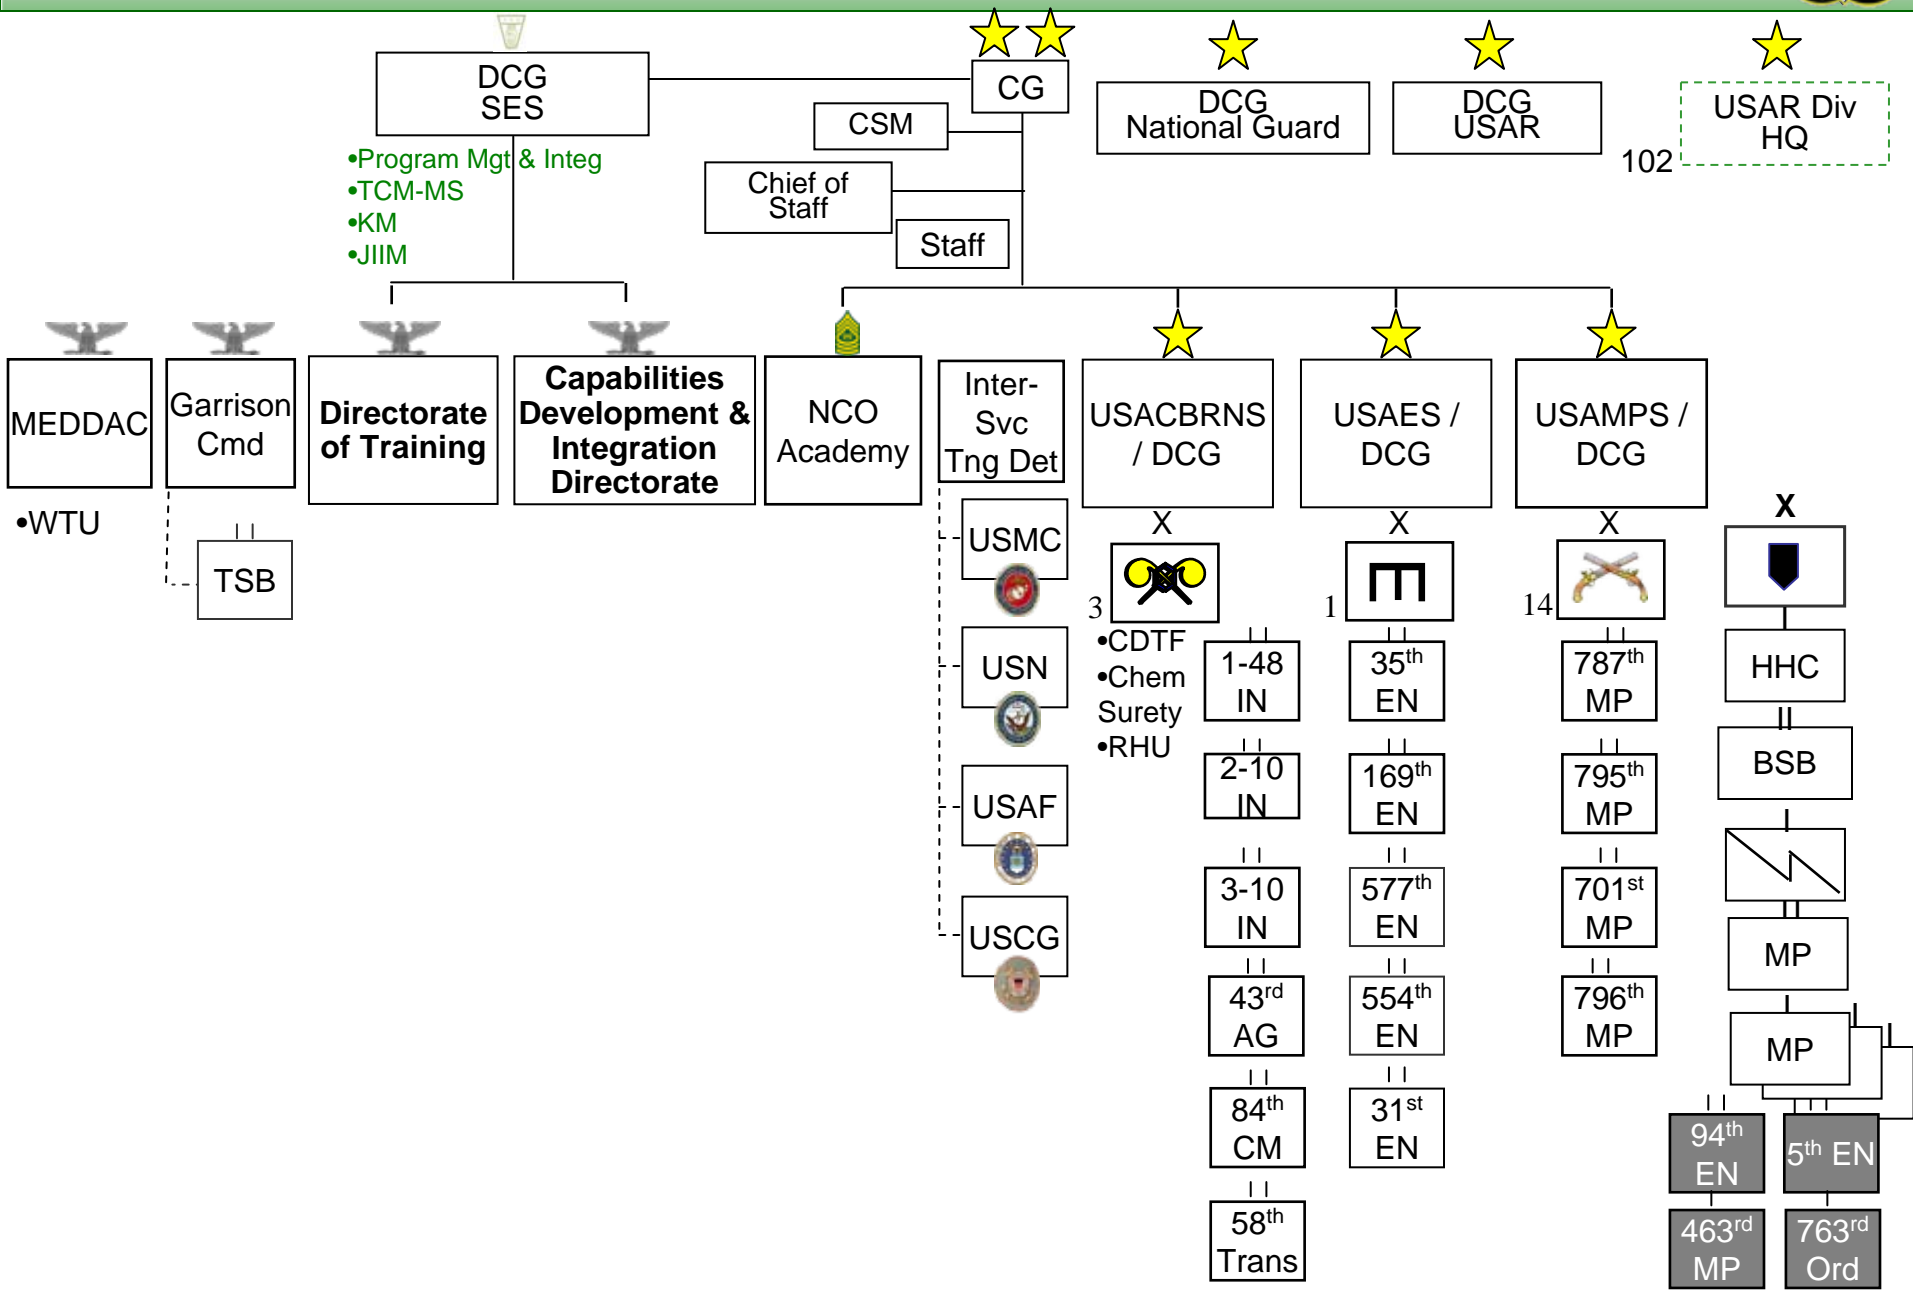 DCG
SES
CG
DCG
National Guard
DCG
USAR
USAR Div
HQ
102
CSM
Chief of
Staff
Staff
•Program Mgt & Integ
•TCM-MS
•KM
•JIIM
MEDDAC
Garrison
Cmd
Directorate
of Training
Capabilities
Development &
Integration
Directorate
NCO
Academy
Inter-
Svc
Tng Det
USACBRNS
/ DCG
USAES /
DCG
USAMPS /
DCG
•WTU
TSB
USMC
USN
USAF
USCG
X
3
•CDTF
•Chem
Surety
•RHU
1-48
IN
2-10
IN
3-10
IN
43rd
AG
84th
CM
58th
Trans
X
1
35th
EN
169th
EN
577th
EN
554th
EN
31st
EN
X
14
787th
MP
795th
MP
701st
MP
796th
MP
X
HHC
BSB
MP
MP
94th
EN
5th EN
463rd
MP
763rd
Ord